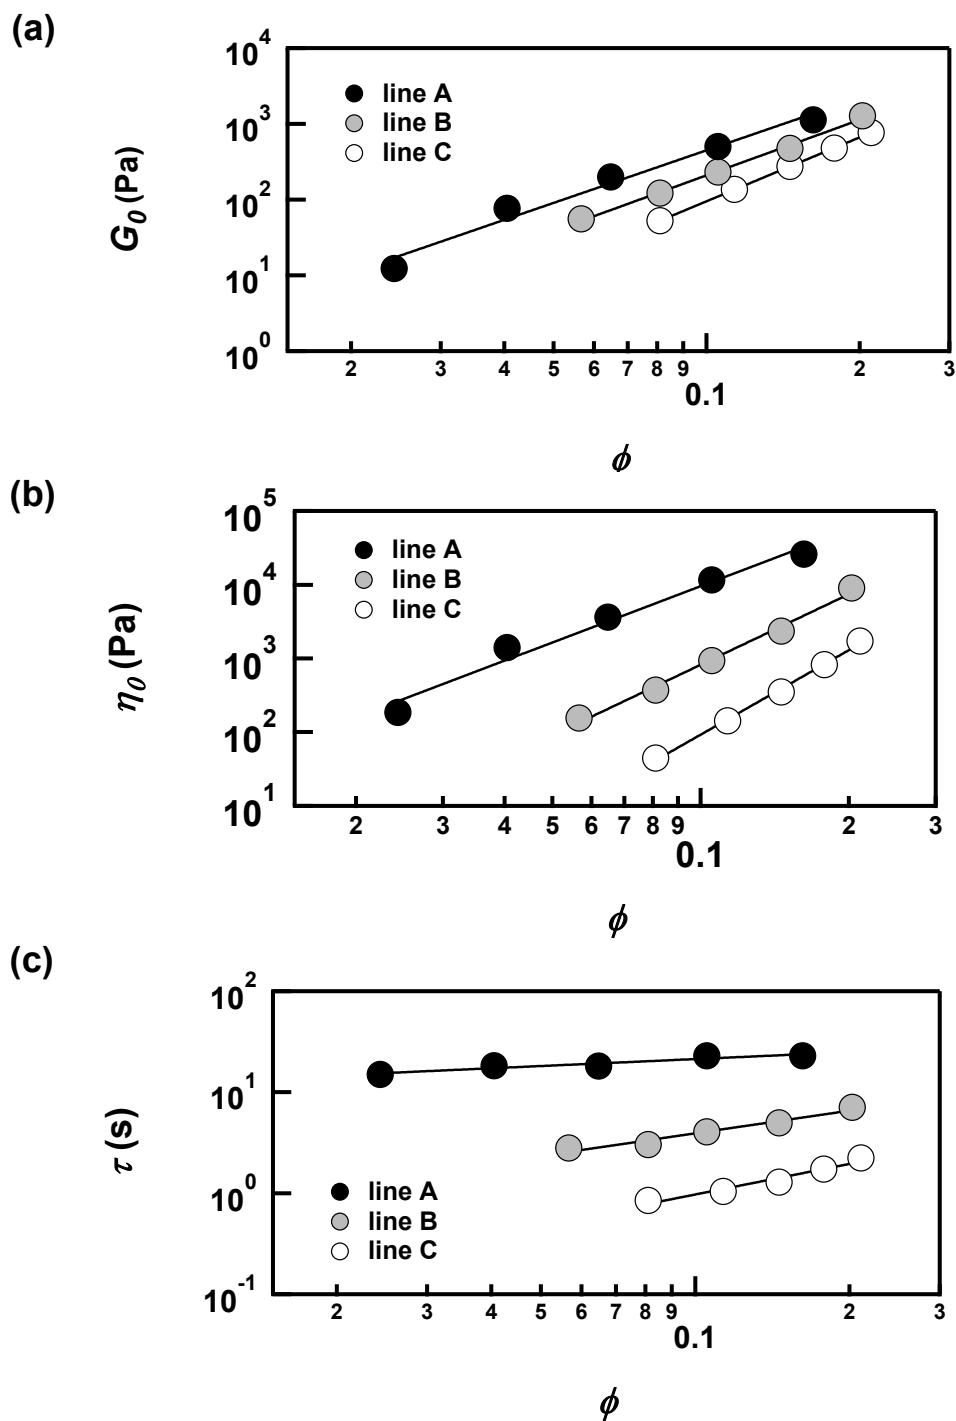 (a)
10^4
10^3
10^2
10^1
10^0
G_0 (Pa)
line A
line B
line C
2 3 4 5 6 7 8 9 2 3
0.1
ϕ
(b)
10^5
10^4
10^3
10^2
10^1
η_0 (Pa)
line A
line B
line C
2 3 4 5 6 7 8 9 2 3
0.1
ϕ
(c)
10^2
10^1
10^0
10^-1
τ (s)
line A
line B
line C
2 3 4 5 6 7 8 9 2 3
0.1
ϕ